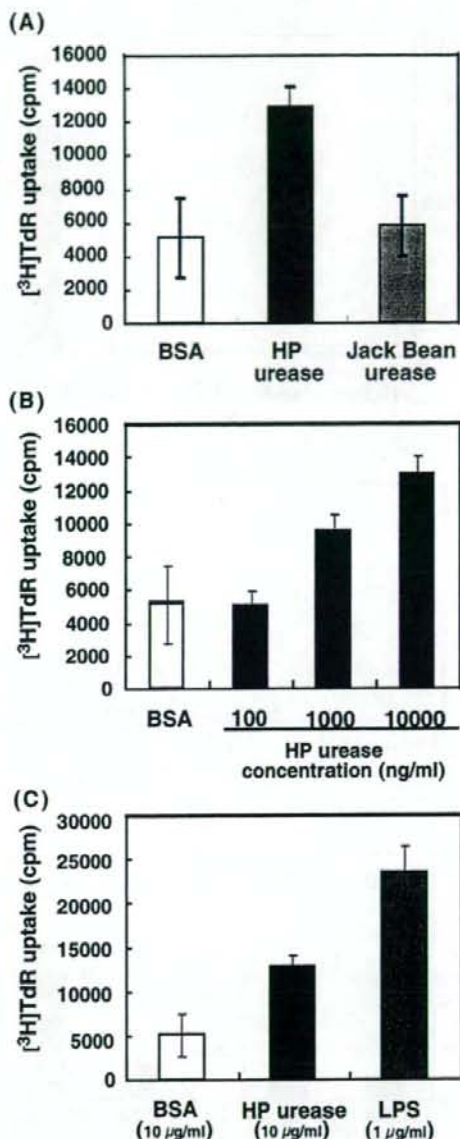 (A)
[³H]TdR uptake (cpm)
16000
14000
12000
10000
8000
6000
4000
2000
0
BSA HP urease Jack Bean urease
(B)
[³H]TdR uptake (cpm)
16000
14000
12000
10000
8000
6000
4000
2000
0
BSA 100 1000 10000
HP urease
concentration (ng/ml)
(C)
[³H]TdR uptake (cpm)
30000
25000
20000
15000
10000
5000
0
BSA HP urease LPS
(10 μg/ml) (10 μg/ml) (1 μg/ml)